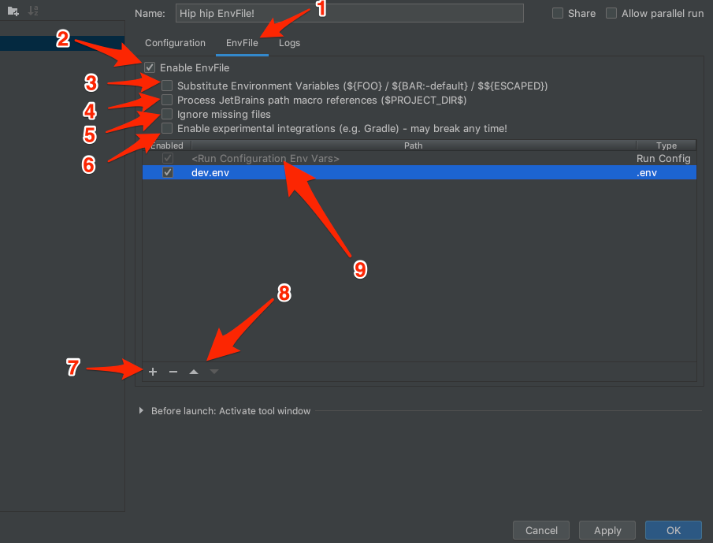 Name: Hip hip EnvFile! Share Allow parallel run
1
Configuration EnvFile Logs
2
Enable EnvFile
3
Substitute Environment Variables (${FOO} / ${BAR:-default} / $${ESCAPED})
4
Process JetBrains path macro references ($PROJECT_DIR$)
5
Ignore missing files
6
Enable experimental integrations (e.g. Gradle) - may break any time!
Enabled Path Type
<Run Configuration Env Vars> Run Config
dev.env .env
9
8
7
+ −
Before launch: Activate tool window
Cancel Apply OK